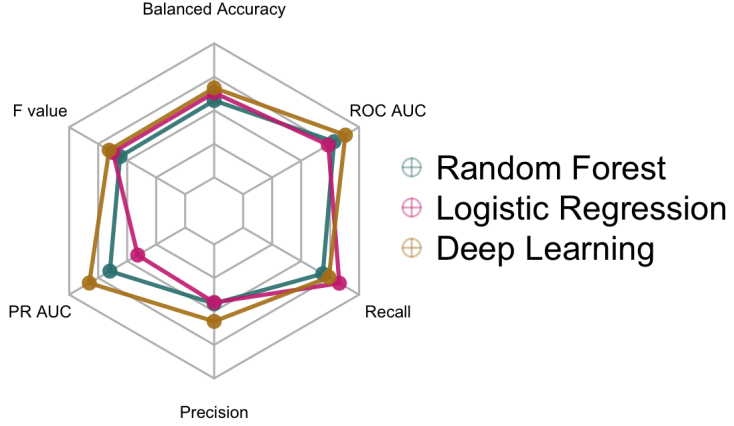 Balanced Accuracy
F value
ROC AUC
Random Forest
Logistic Regression
Deep Learning
PR AUC
Recall
Precision